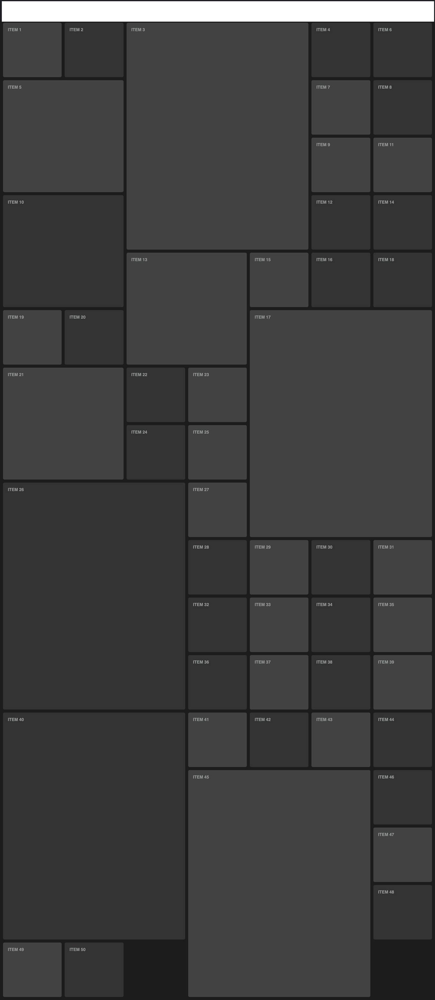 ITEM 1
ITEM 2
ITEM 3
ITEM 4
ITEM 6
ITEM 5
ITEM 7
ITEM 8
ITEM 9
ITEM 11
ITEM 10
ITEM 12
ITEM 14
ITEM 13
ITEM 15
ITEM 16
ITEM 18
ITEM 19
ITEM 20
ITEM 17
ITEM 21
ITEM 22
ITEM 23
ITEM 24
ITEM 25
ITEM 26
ITEM 27
ITEM 28
ITEM 29
ITEM 30
ITEM 31
ITEM 32
ITEM 33
ITEM 34
ITEM 35
ITEM 36
ITEM 37
ITEM 38
ITEM 39
ITEM 40
ITEM 41
ITEM 42
ITEM 43
ITEM 44
ITEM 45
ITEM 46
ITEM 47
ITEM 48
ITEM 49
ITEM 50